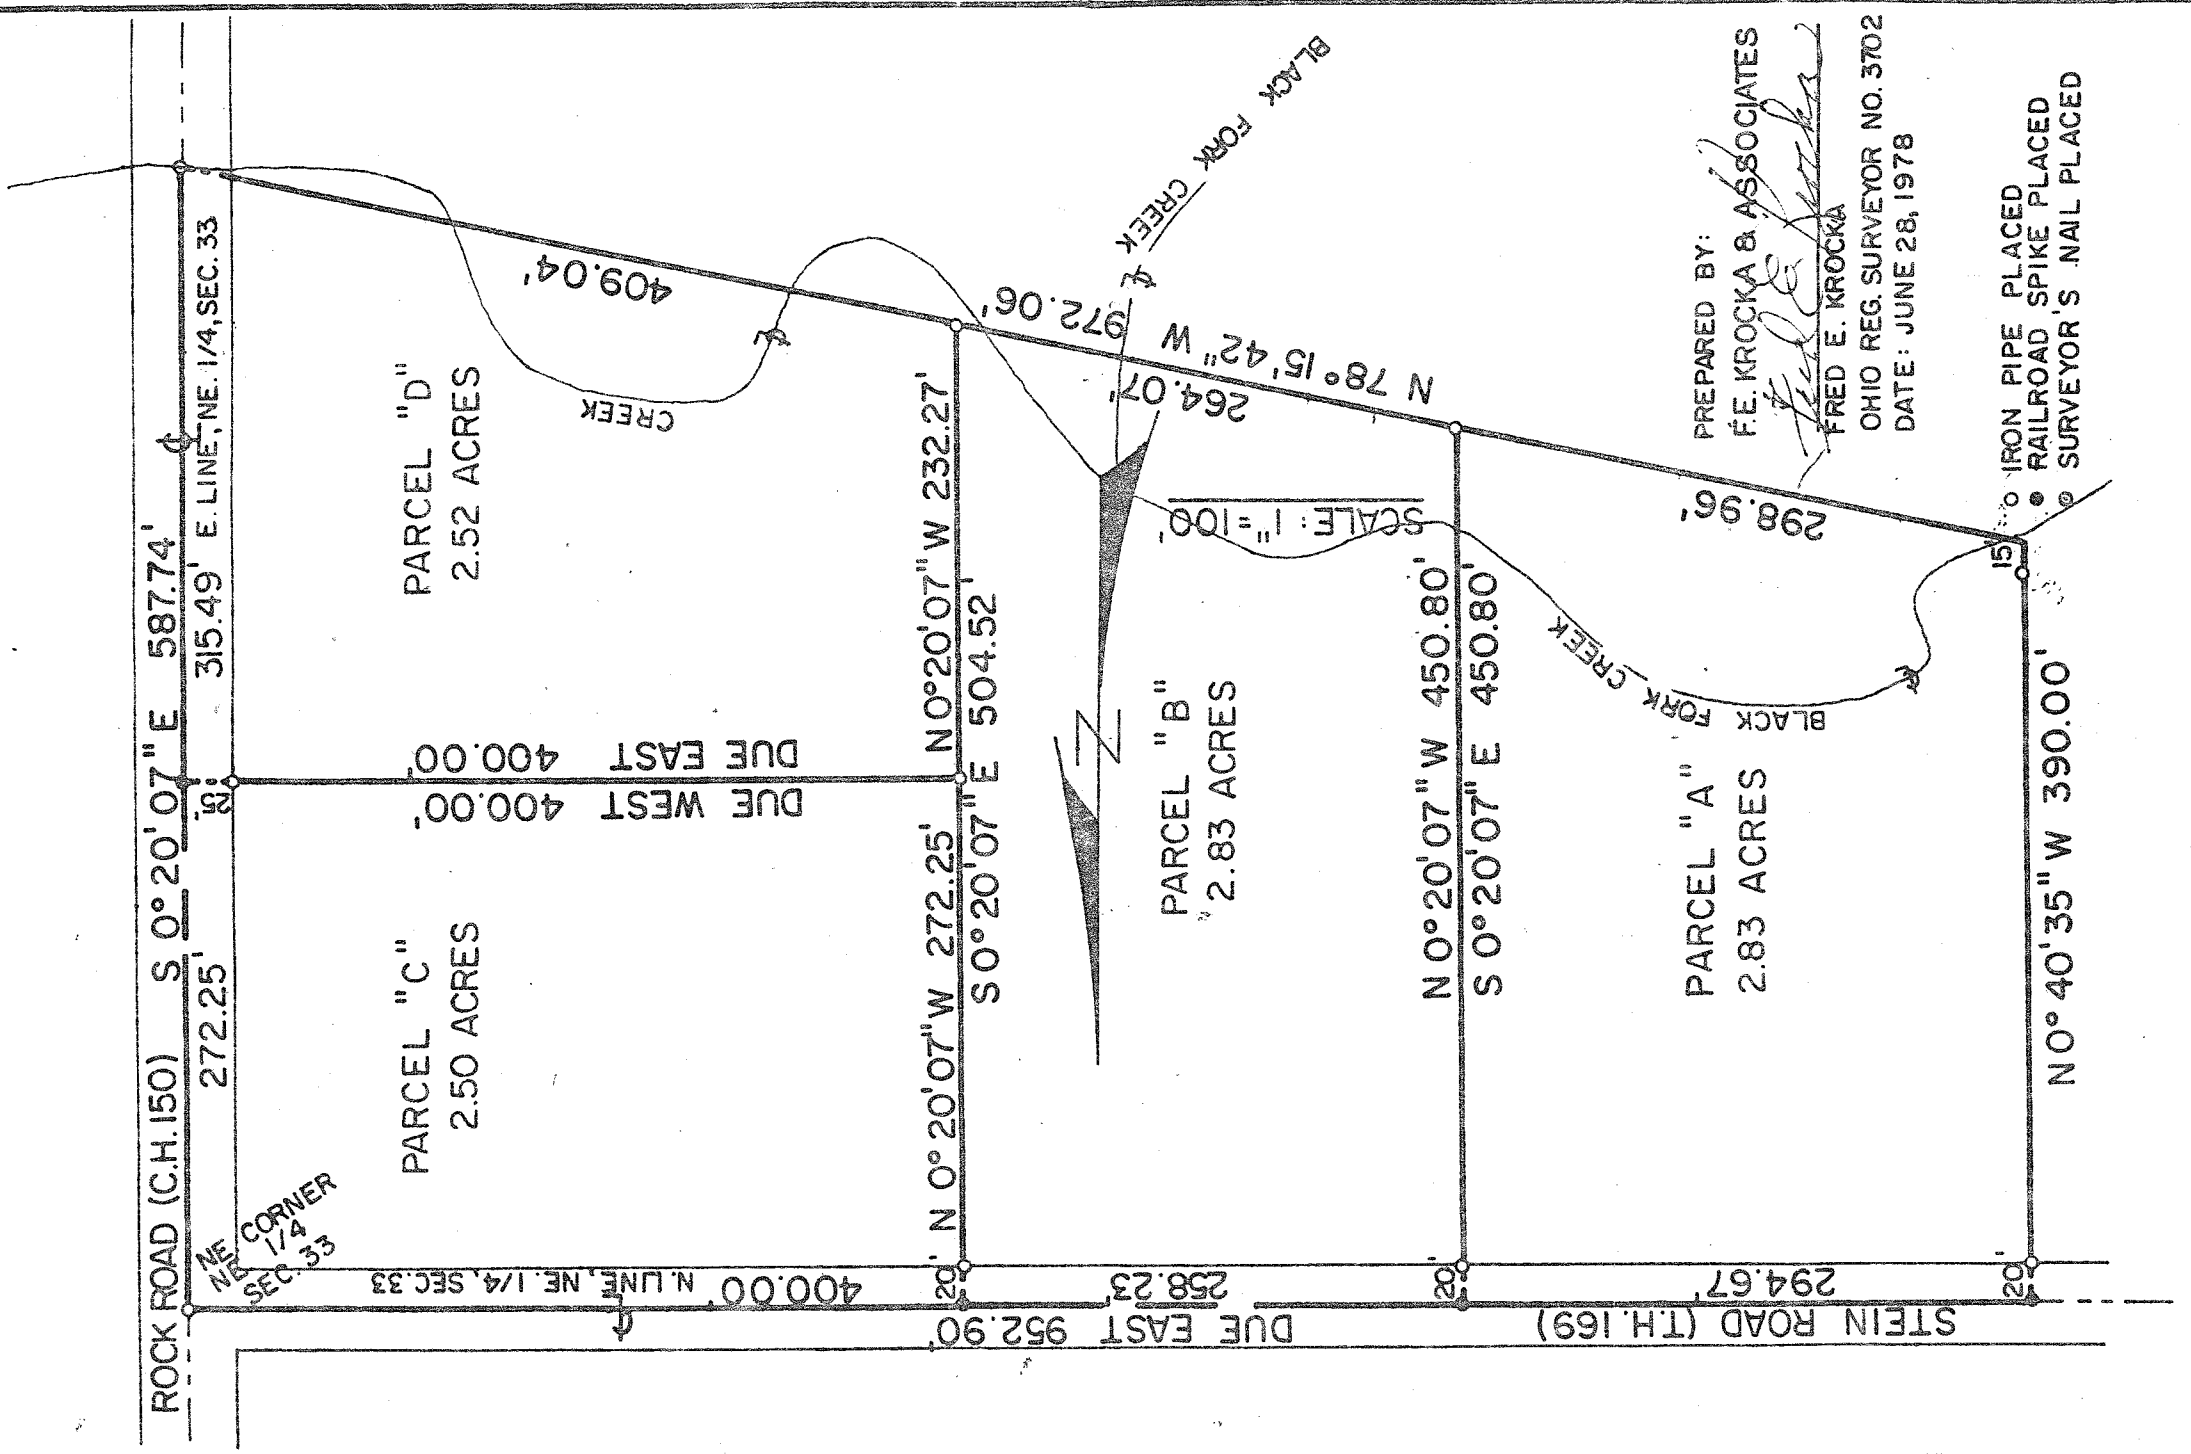 ROCK ROAD (C.H. 150) S 0° 20' 07" E 587.74'
272.25'
315.49' E. LINE, NE. 1/4, SEC. 33
25'
NE. CORNER
NE. 1/4
SEC. 33
PARCEL "C"
2.50 ACRES
PARCEL "D"
2.52 ACRES
DUE EAST 400.00'
DUE WEST 400.00'
CREEK
409.04'
N 0° 20' 07" W 272.25'
N 0° 20' 07" W 232.27'
S 0° 20' 07" E 504.52'
972.06'
N 78° 15' 42" W
264.07'
BLACK FORK CREEK
SCALE: 1" = 100'
N
PARCEL "B"
2.83 ACRES
N 0° 20' 07" W 450.80'
S 0° 20' 07" E 450.80'
PARCEL "A"
2.83 ACRES
BLACK FORK CREEK
298.96'
15'
N 0° 40' 35" W 390.00'
N. LINE, NE. 1/4, SEC. 33
400.00'
20'
258.23'
20'
294.67'
20'
DUE EAST 952.90'
STEIN ROAD (T.H. 169)
PREPARED BY:
F.E. KROCKA & ASSOCIATES
Fred E. Krocka
FRED E. KROCKA
OHIO REG. SURVEYOR NO. 3702
DATE: JUNE 28, 1978
○ IRON PIPE PLACED
● RAILROAD SPIKE PLACED
◎ SURVEYOR'S NAIL PLACED